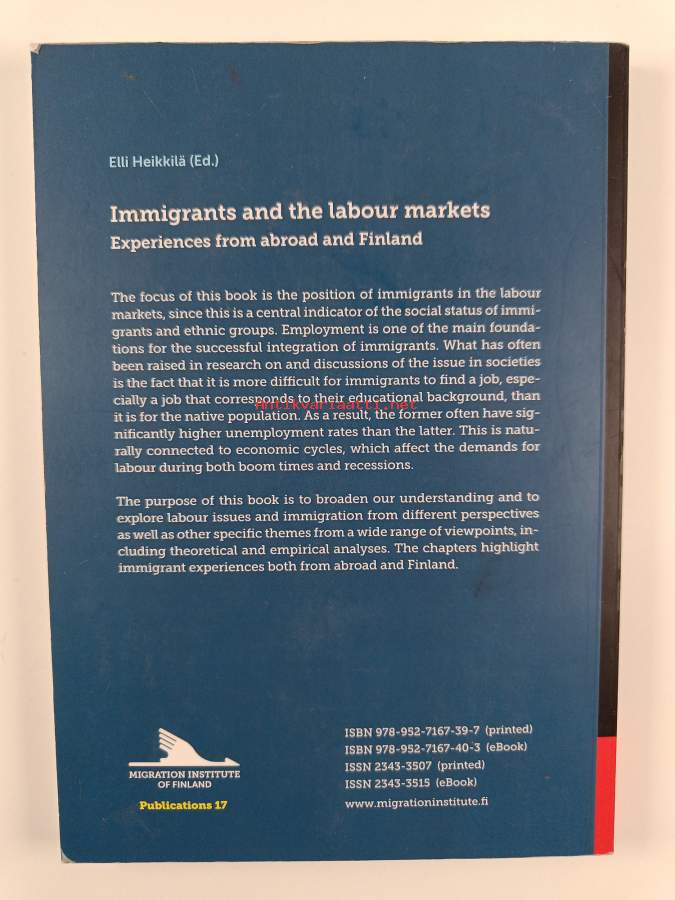 Elli Heikkilä (Ed.)
Immigrants and the labour markets
Experiences from abroad and Finland
The focus of this book is the position of immigrants in the labour
markets, since this is a central indicator of the social status of immi-
grants and ethnic groups. Employment is one of the main founda-
tions for the successful integration of immigrants. What has often
been raised in research on and discussions of the issue in societies
is the fact that it is more difficult for immigrants to find a job, espe-
cially a job that corresponds to their educational background, than
Antikvariaatti.net
it is for the native population. As a result, the former often have sig-
nificantly higher unemployment rates than the latter. This is natu-
rally connected to economic cycles, which affect the demands for
labour during both boom times and recessions.
The purpose of this book is to broaden our understanding and to
explore labour issues and immigration from different perspectives
as well as other specific themes from a wide range of viewpoints, in-
cluding theoretical and empirical analyses. The chapters highlight
immigrant experiences both from abroad and Finland.
MIGRATION INSTITUTE
OF FINLAND
Publications 17
ISBN 978-952-7167-39-7 (printed)
ISBN 978-952-7167-40-3 (eBook)
ISSN 2343-3507 (printed)
ISSN 2343-3515 (eBook)
www.migrationinstitute.fi